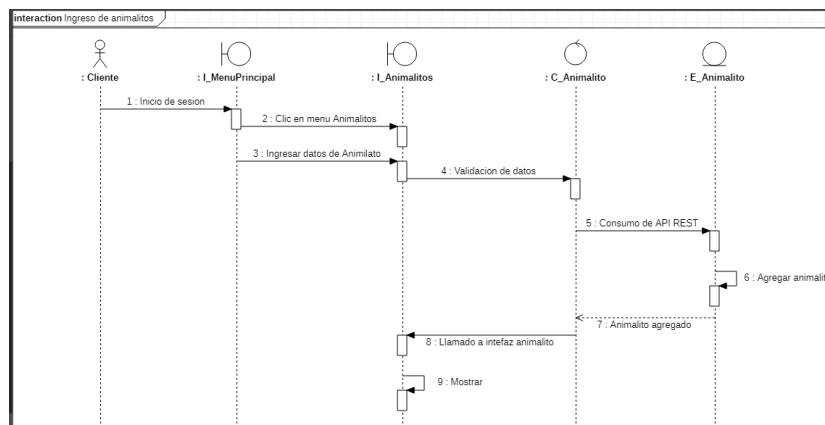 interaction Ingreso de animalitos
: Cliente
: I_MenuPrincipal
: I_Animalitos
: C_Animalito
: E_Animalito
1 : Inicio de sesion
2 : Clic en menu Animalitos
3 : Ingresar datos de Animilato
4 : Validacion de datos
5 : Consumo de API REST
6 : Agregar animalit
7 : Animalito agregado
8 : Llamado a intefaz animalito
9 : Mostrar